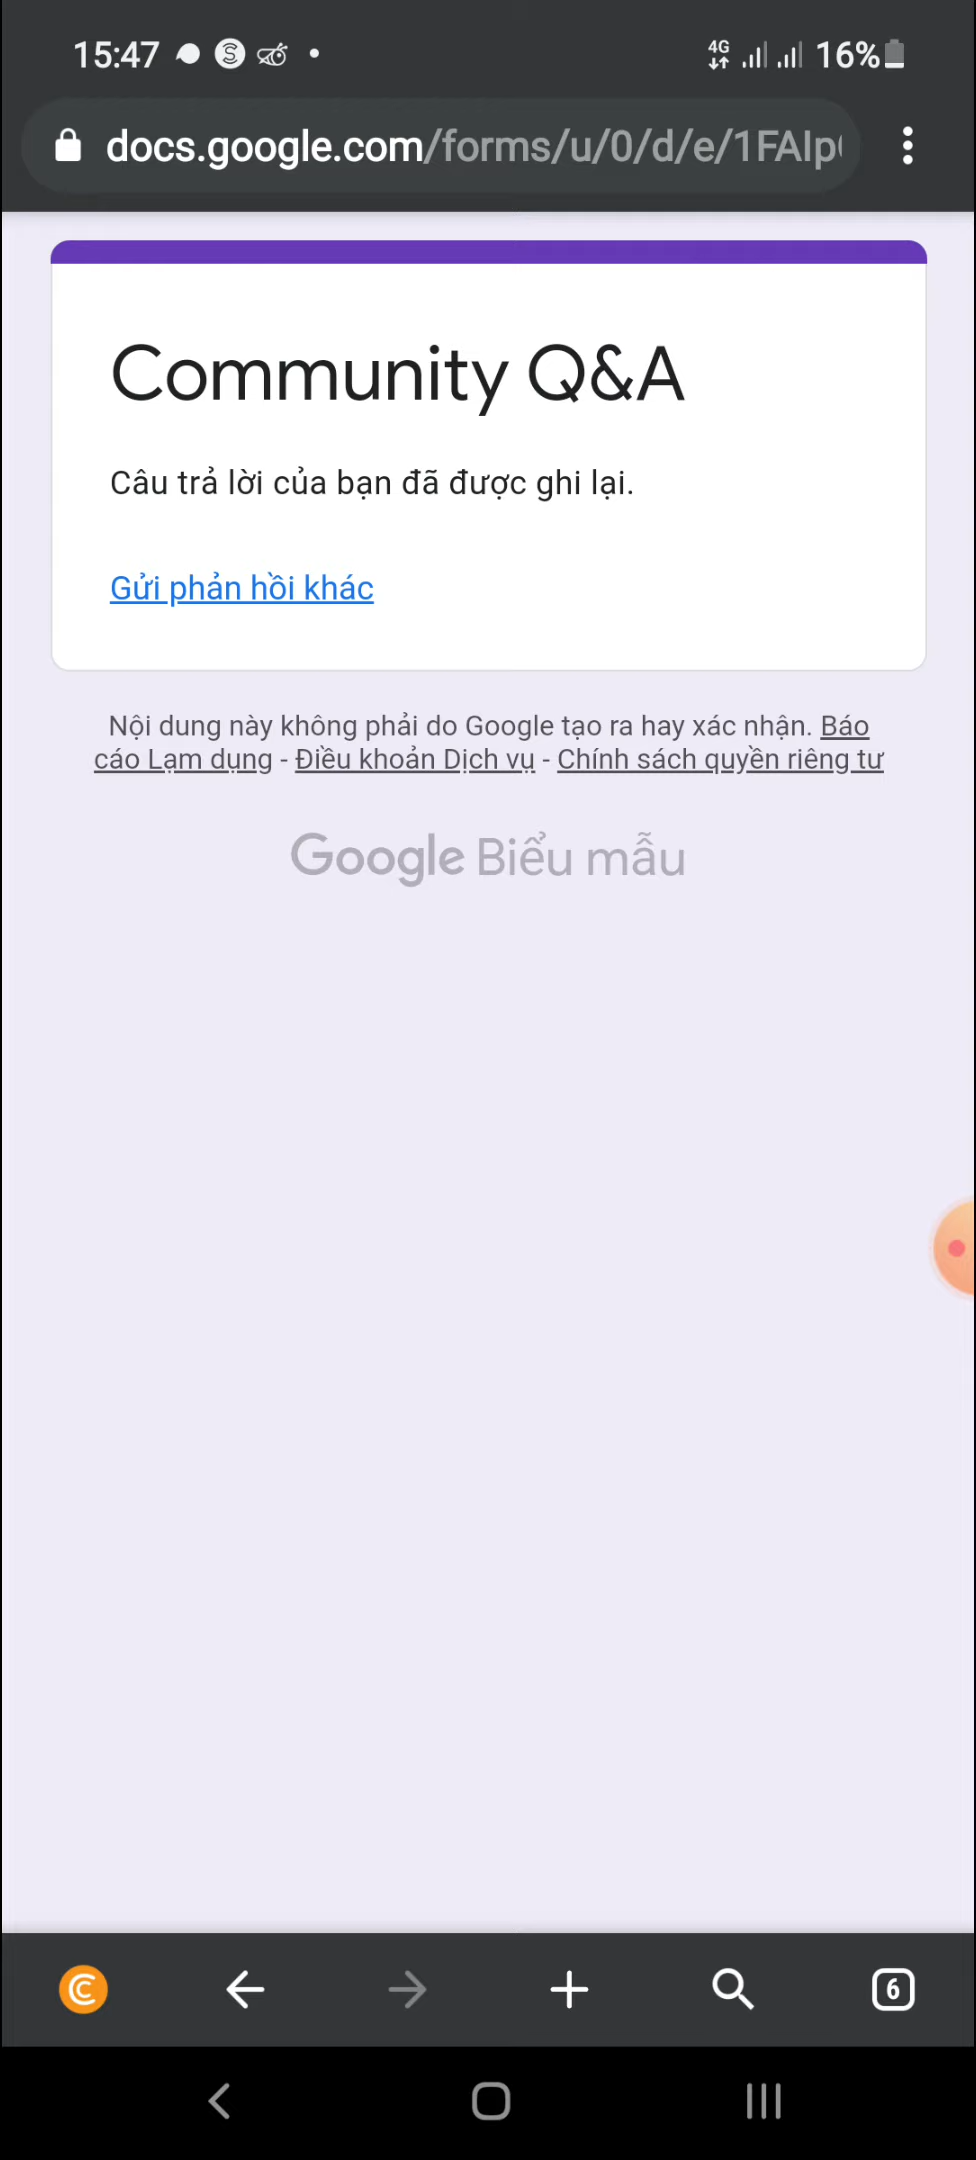 15:47
4G
16%
docs.google.com/forms/u/0/d/e/1FAIp
Community Q&A
Câu trả lời của bạn đã được ghi lại.
Gửi phản hồi khác
Nội dung này không phải do Google tạo ra hay xác nhận. Báo
cáo Lạm dụng - Điều khoản Dịch vụ - Chính sách quyền riêng tư
Google Biểu mẫu
6